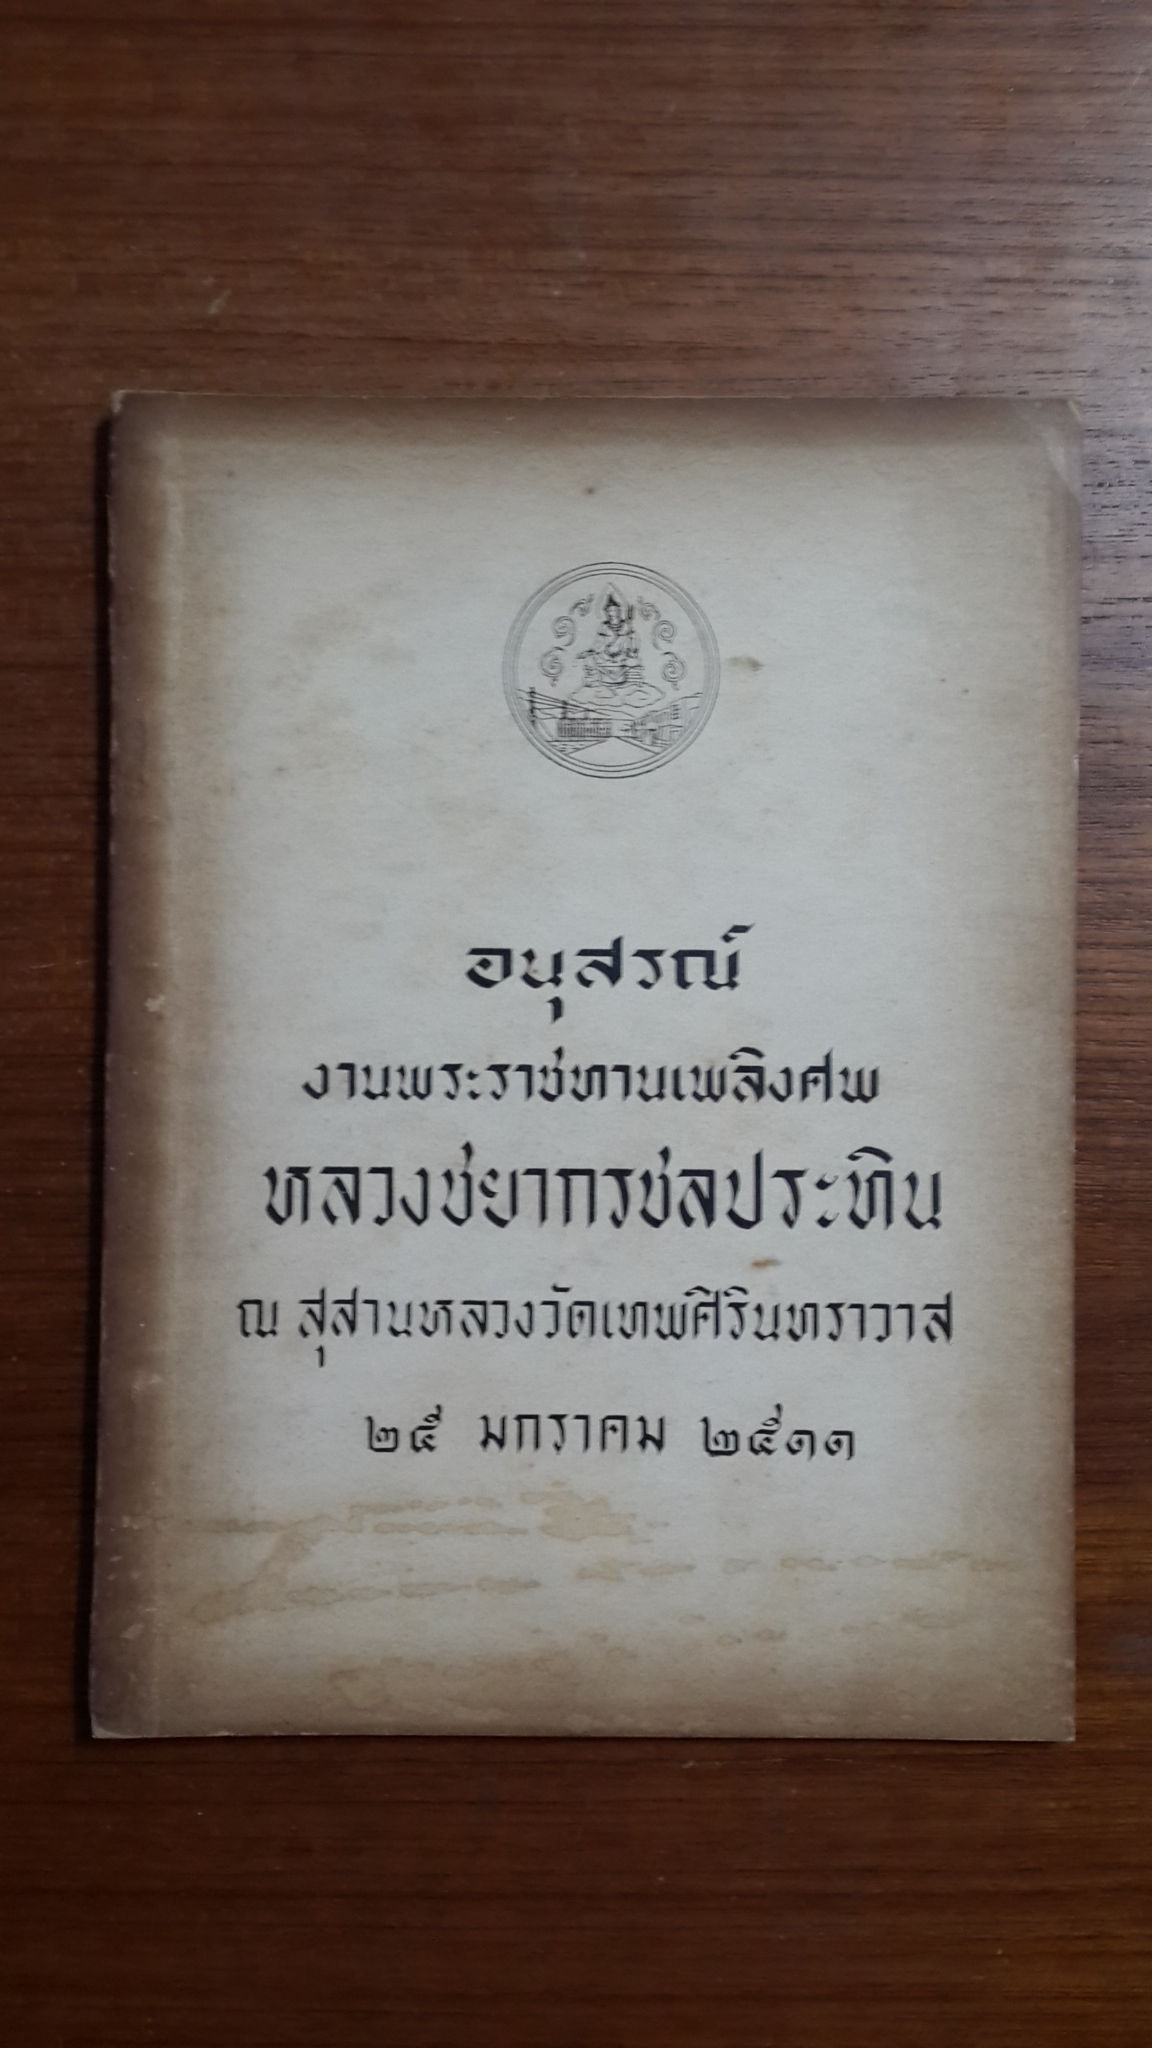 อนุสรณ์
งานพระราชทานเพลิงศพ
หลวงชยากรชลประทิน
ณ สุสานหลวงวัดเทพศิรินทราวาส
๒๕ มกราคม ๒๕๑๑